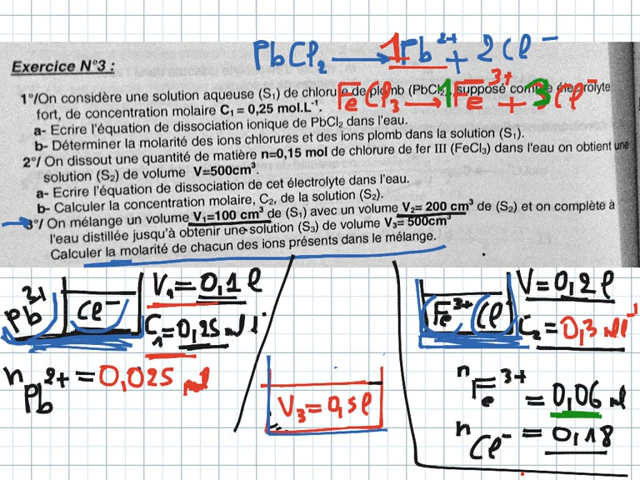 PbCl₂ → 1Pb²⁺ + 2Cl⁻
Exercice N°3 :
FeCl₃ → 1Fe³⁺ + 3Cl⁻
1°/On considère une solution aqueuse (S₁) de chlorure de plomb (PbCl₂) supposé comme électrolyte
fort, de concentration molaire C₁ = 0,25 mol.L⁻¹.
a- Ecrire l'équation de dissociation ionique de PbCl₂ dans l'eau.
b- Déterminer la molarité des ions chlorures et des ions plomb dans la solution (S₁).
2°/ On dissout une quantité de matière n=0,15 mol de chlorure de fer III (FeCl₃) dans l'eau on obtient une
solution (S₂) de volume V=500cm³.
a- Ecrire l'équation de dissociation de cet électrolyte dans l'eau.
b- Calculer la concentration molaire, C₂, de la solution (S₂).
3°/ On mélange un volume V₁=100 cm³ de (S₁) avec un volume V₂= 200 cm³ de (S₂) et on complète à
l'eau distillée jusqu'à obtenir une solution (S₃) de volume V₃= 500cm³
Calculer la molarité de chacun des ions présents dans le mélange.
Pb²⁺ Cl⁻
V₁ = 0,1 l
C₁ = 0,25 ml l⁻
n Pb²⁺ = 0,025 ml
V₃ = 0,5 l
Fe³⁺ Cl⁻
V = 0,2 l
C₂ = 0,3 ml l⁻¹
n Fe³⁺ = 0,06 ml
n Cl⁻ = 0,18